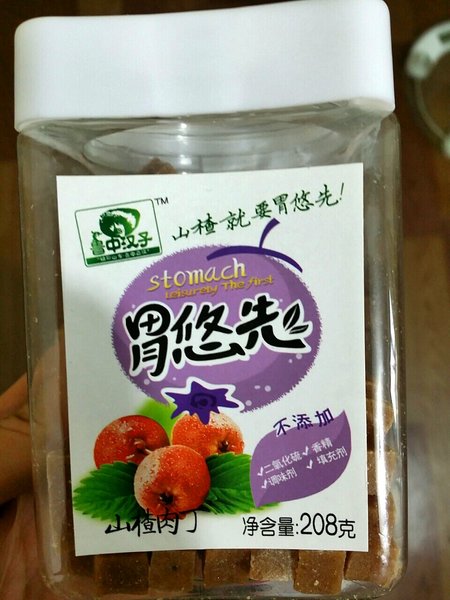 鲁中汉子
TM
山楂就要胃悠先!
stomach
Leisurely The first
胃悠先
不添加
✓二氧化硫 ✓香精
✓调味剂 ✓填充剂
山楂肉丁
净含量:208克